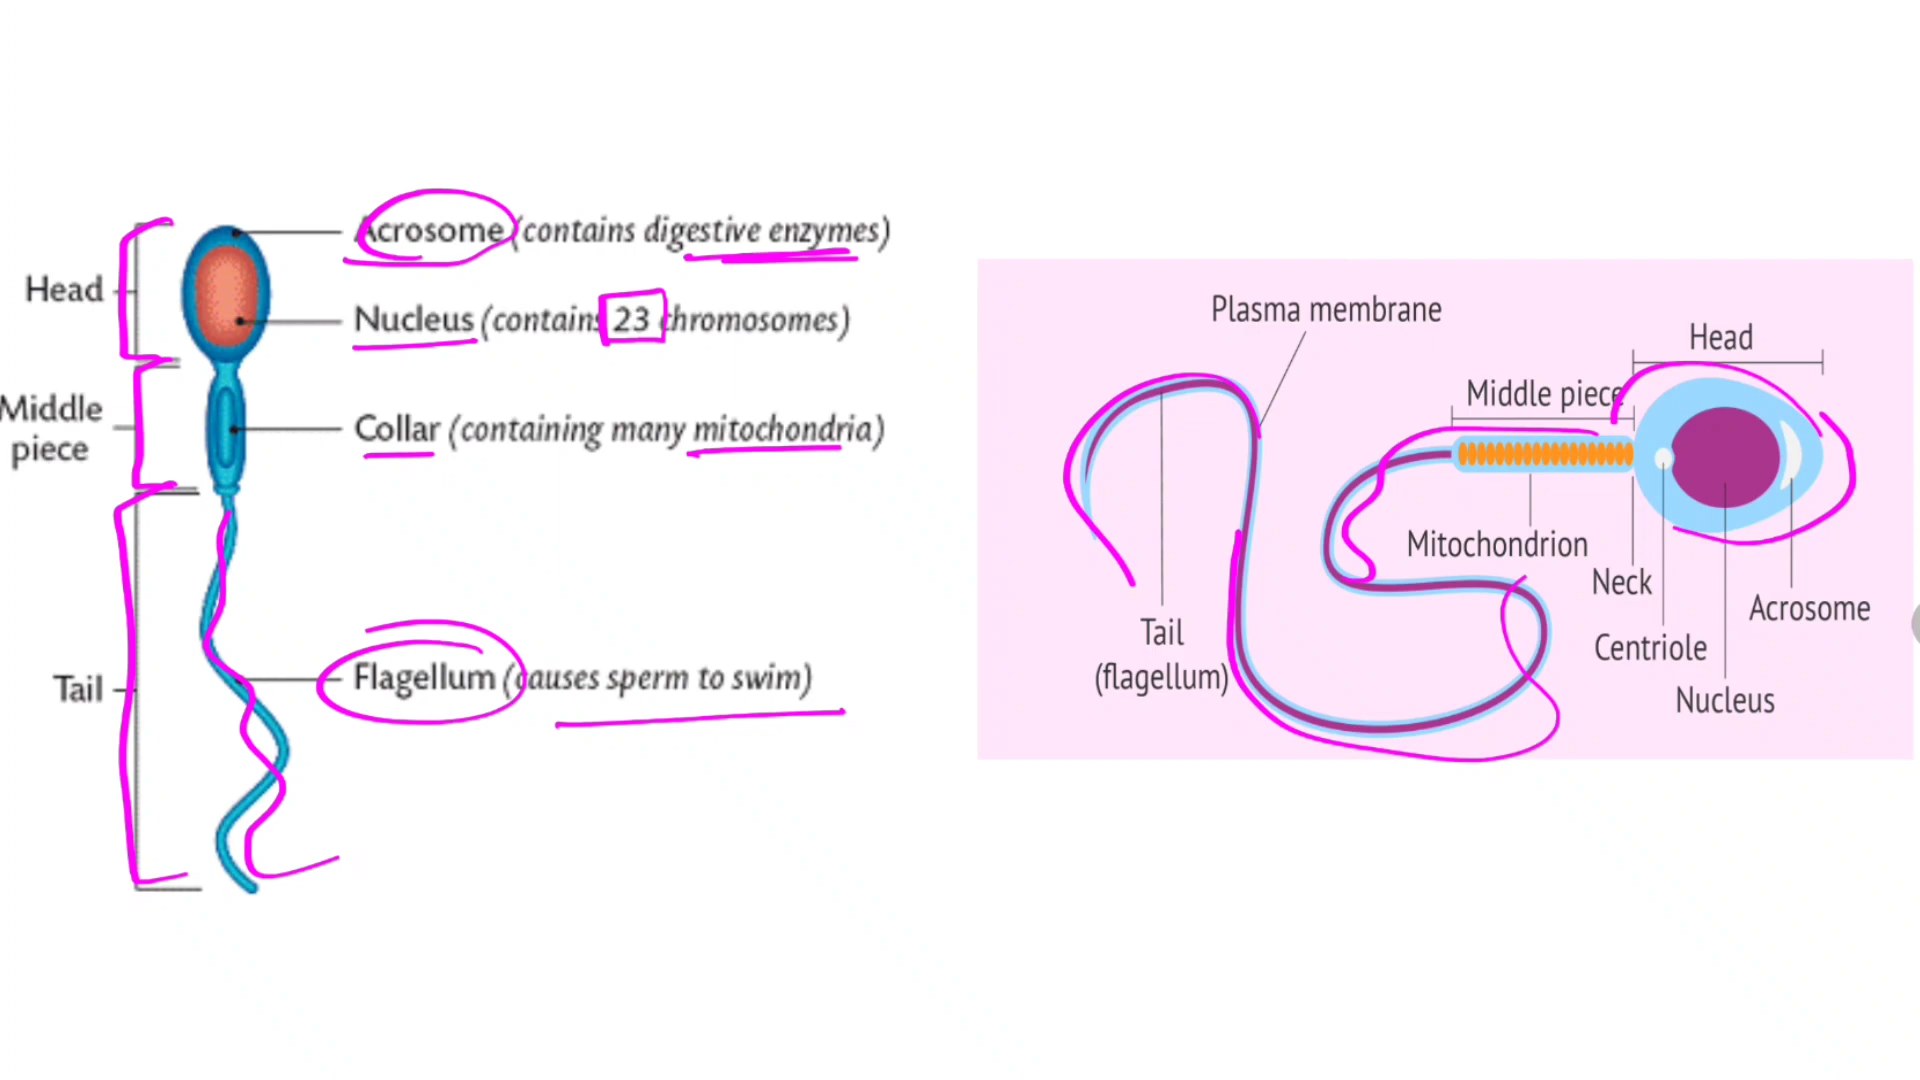 Acrosome (contains digestive enzymes)
Head
Nucleus (contains 23 chromosomes)
Middle
piece
Collar (containing many mitochondria)
Tail
Flagellum (causes sperm to swim)
Plasma membrane
Head
Middle piece
Mitochondrion
Neck
Acrosome
Tail
(flagellum)
Centriole
Nucleus